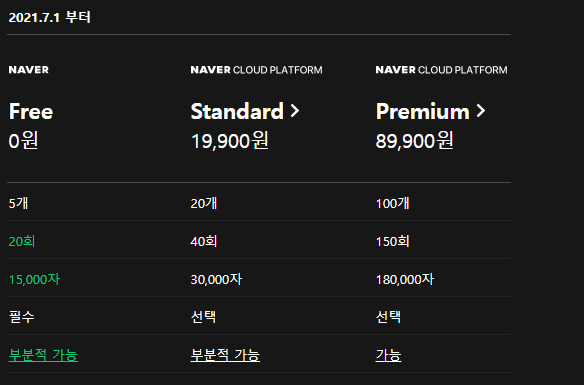 2021.7.1 부터
NAVER NAVER CLOUD PLATFORM NAVER CLOUD PLATFORM
Free Standard > Premium >
0원 19,900원 89,900원
5개 20개 100개
20회 40회 150회
15,000자 30,000자 180,000자
필수 선택 선택
부분적 가능 부분적 가능 가능